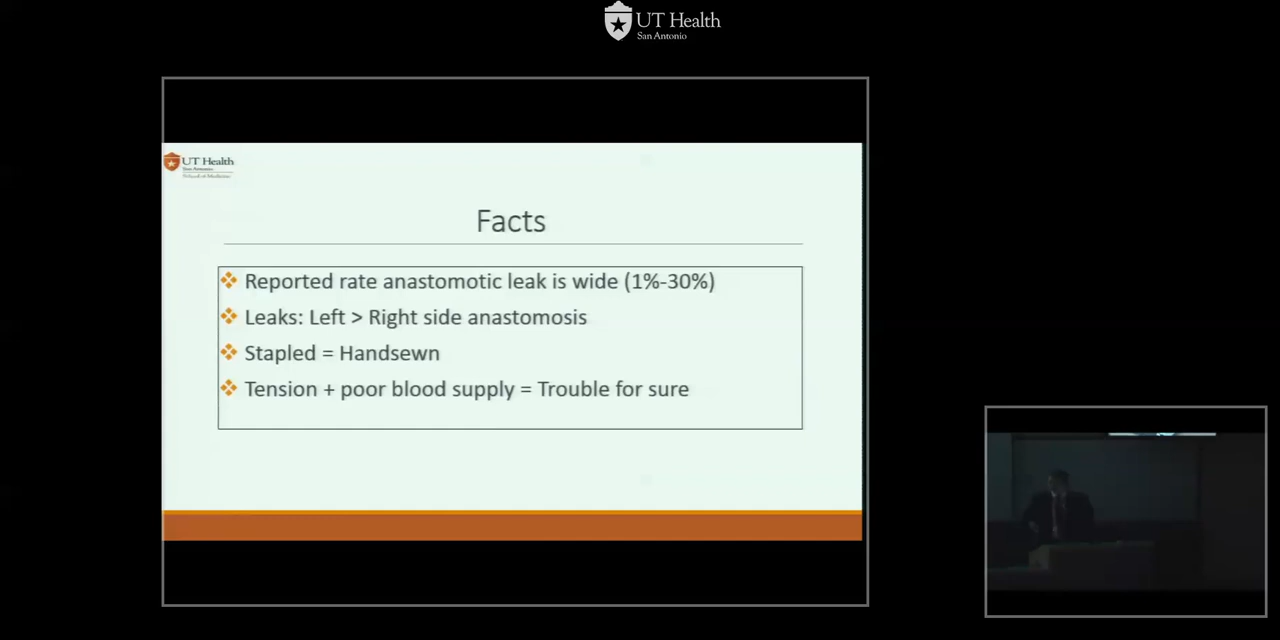 UT Health
San Antonio
UT Health
San Antonio
School of Medicine
Facts
Reported rate anastomotic leak is wide (1%-30%)
Leaks: Left > Right side anastomosis
Stapled = Handsewn
Tension + poor blood supply = Trouble for sure